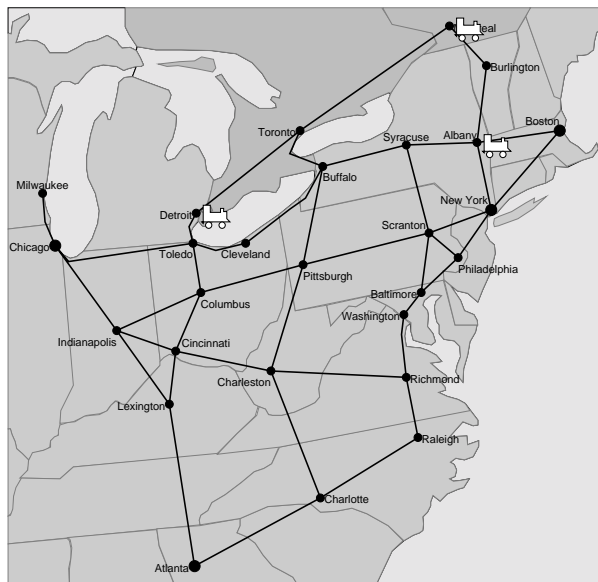 eal
Burlington
Boston
Toronto
Syracuse
Albany
Buffalo
Milwaukee
New York
Detroit
Scranton
Chicago
Toledo
Cleveland
Philadelphia
Pittsburgh
Columbus
Baltimore
Washington
Indianapolis
Cincinnati
Charleston
Richmond
Lexington
Raleigh
Charlotte
Atlanta